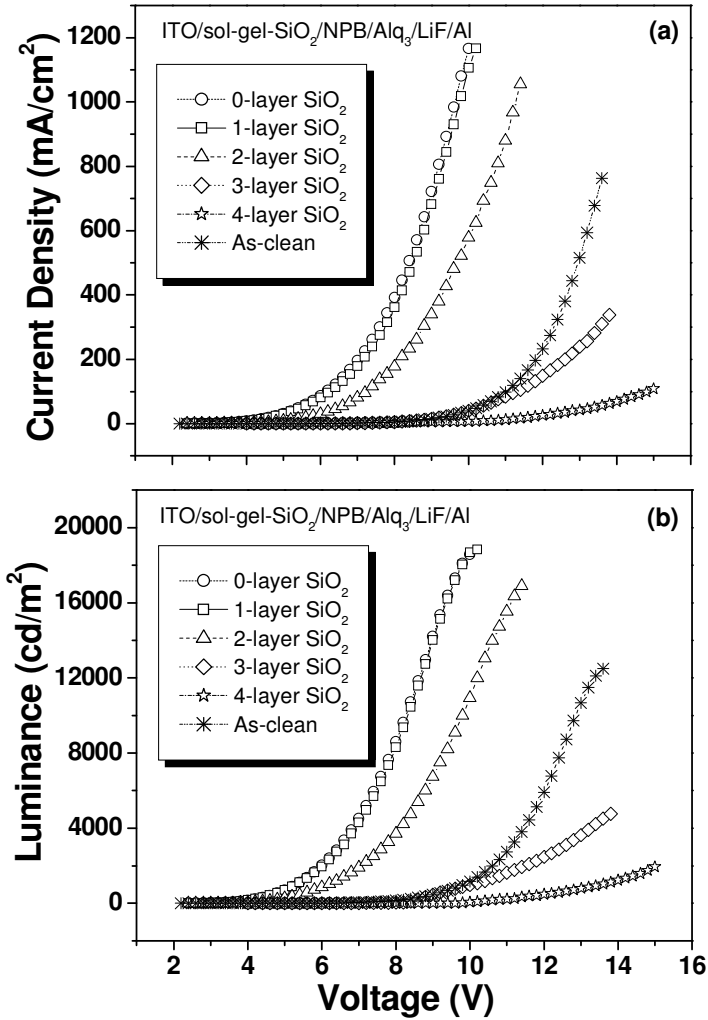 ITO/sol-gel-SiO₂/NPB/Alq₃/LiF/Al
(a)
0-layer SiO₂
1-layer SiO₂
2-layer SiO₂
3-layer SiO₂
4-layer SiO₂
As-clean
Current Density (mA/cm²)
1200
1000
800
600
400
200
0
ITO/sol-gel-SiO₂/NPB/Alq₃/LiF/Al
(b)
0-layer SiO₂
1-layer SiO₂
2-layer SiO₂
3-layer SiO₂
4-layer SiO₂
As-clean
Luminance (cd/m²)
20000
16000
12000
8000
4000
0
2 4 6 8 10 12 14 16
Voltage (V)